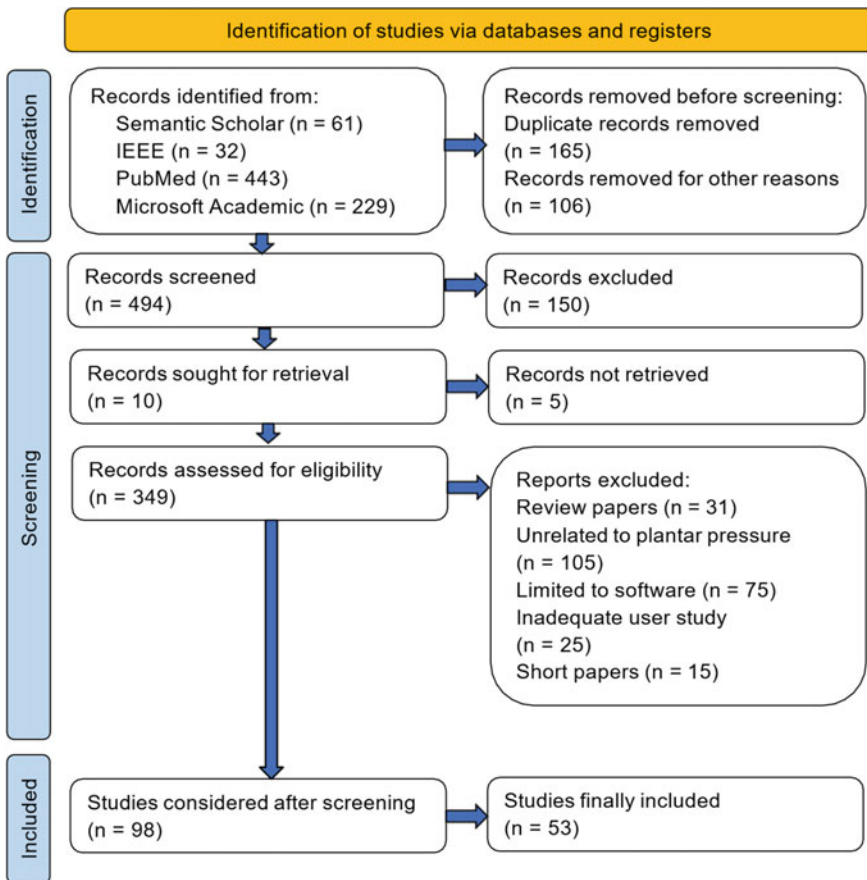 Identification of studies via databases and registers
Identification
Records identified from:
Semantic Scholar (n = 61)
IEEE (n = 32)
PubMed (n = 443)
Microsoft Academic (n = 229)
Records removed before screening:
Duplicate records removed
(n = 165)
Records removed for other reasons
(n = 106)
Screening
Records screened
(n = 494)
Records excluded
(n = 150)
Records sought for retrieval
(n = 10)
Records not retrieved
(n = 5)
Records assessed for eligibility
(n = 349)
Reports excluded:
Review papers (n = 31)
Unrelated to plantar pressure
(n = 105)
Limited to software (n = 75)
Inadequate user study
(n = 25)
Short papers (n = 15)
Included
Studies considered after screening
(n = 98)
Studies finally included
(n = 53)